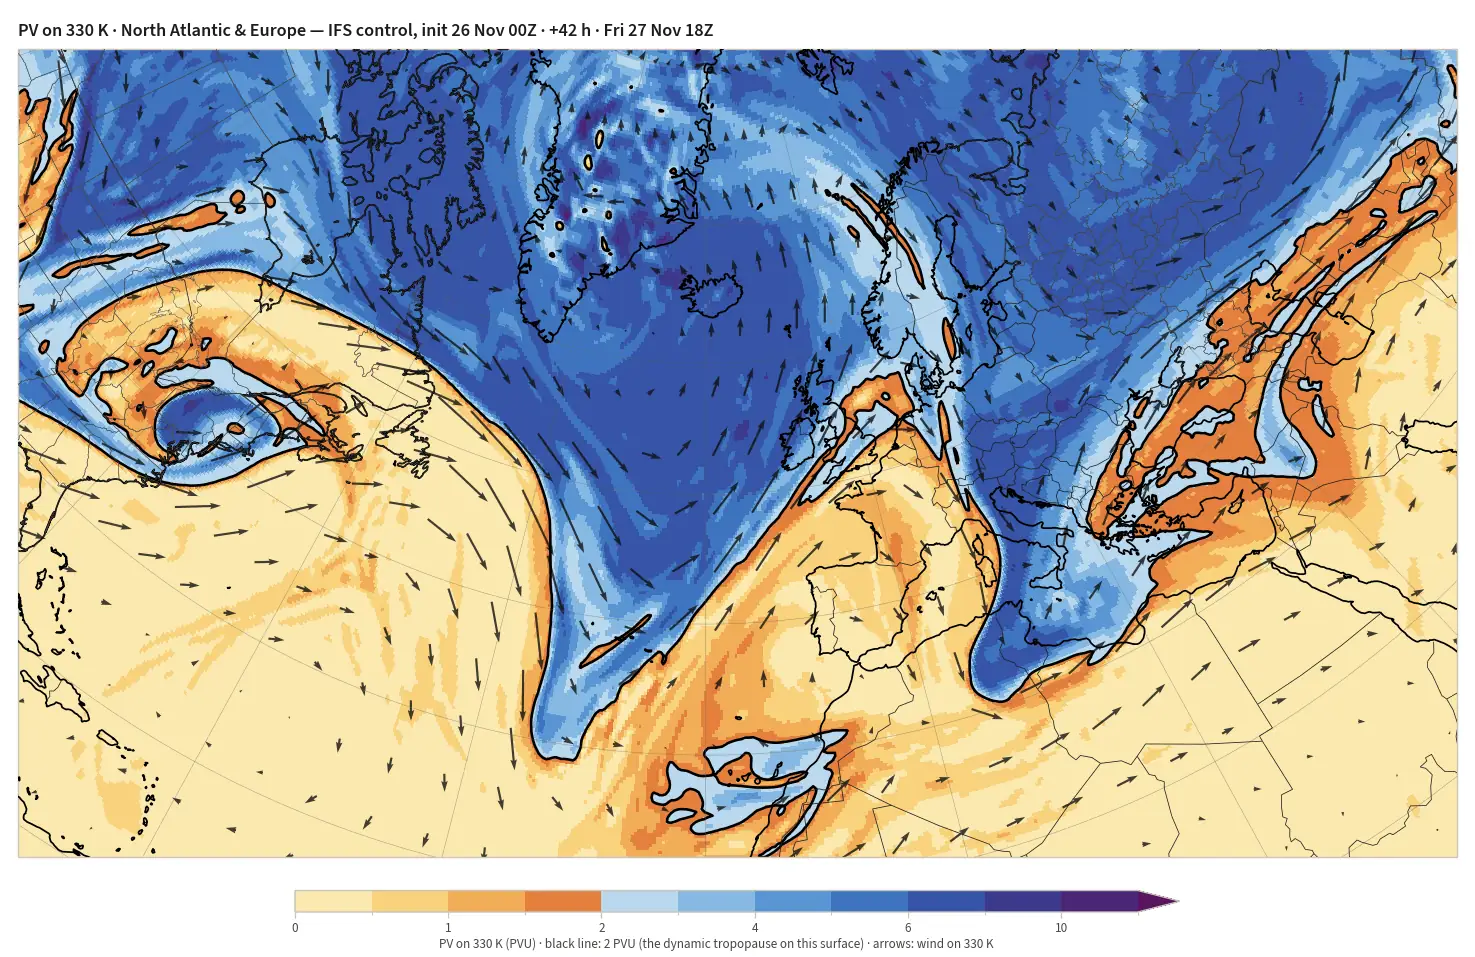 PV on 330 K · North Atlantic & Europe — IFS control, init 26 Nov 00Z · +42 h · Fri 27 Nov 18Z
0 1 2 4 6 10
PV on 330 K (PVU) · black line: 2 PVU (the dynamic tropopause on this surface) · arrows: wind on 330 K